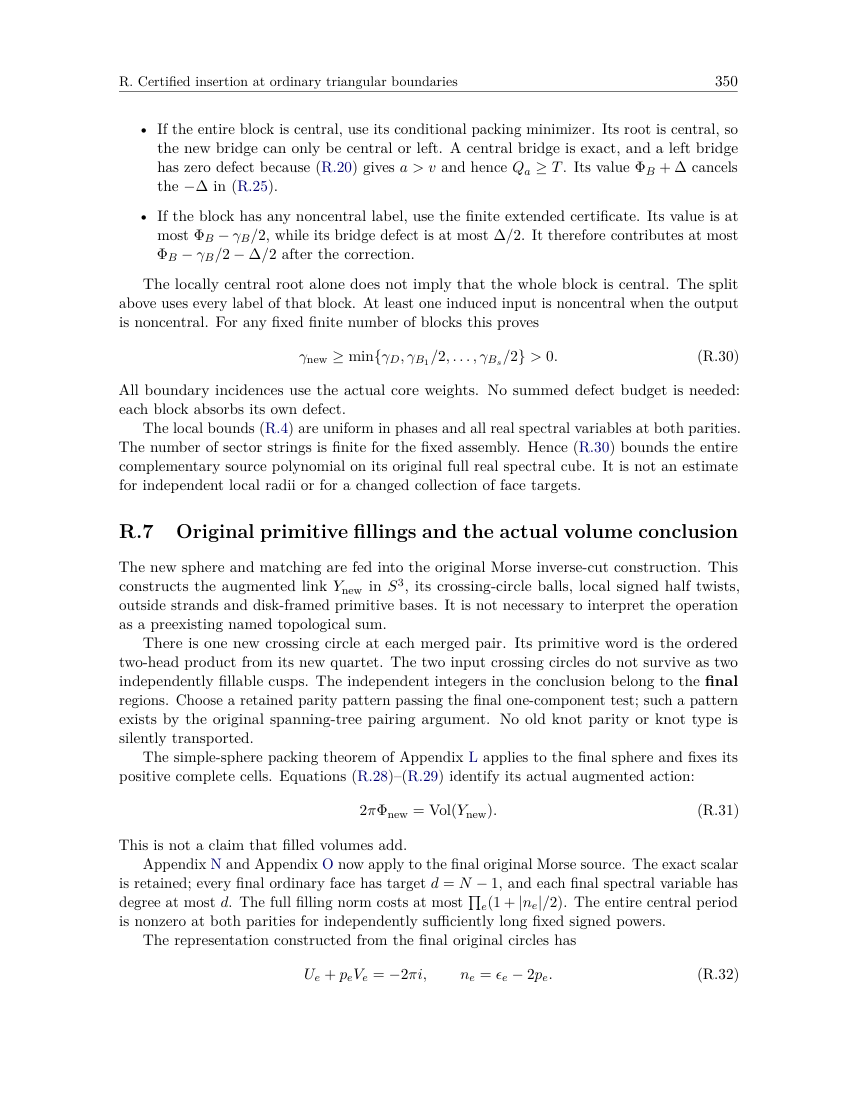 R. Certified insertion at ordinary triangular boundaries 350
• If the entire block is central, use its conditional packing minimizer. Its root is central, so
the new bridge can only be central or left. A central bridge is exact, and a left bridge
has zero defect because (R.20) gives a > v and hence Qₐ ≥ T. Its value Φ_B + Δ cancels
the −Δ in (R.25).
• If the block has any noncentral label, use the finite extended certificate. Its value is at
most Φ_B − γ_B/2, while its bridge defect is at most Δ/2. It therefore contributes at most
Φ_B − γ_B/2 − Δ/2 after the correction.
The locally central root alone does not imply that the whole block is central. The split
above uses every label of that block. At least one induced input is noncentral when the output
is noncentral. For any fixed finite number of blocks this proves
γ_new ≥ min{γ_D, γ_{B_1}/2, . . . , γ_{B_s}/2} > 0. (R.30)
All boundary incidences use the actual core weights. No summed defect budget is needed:
each block absorbs its own defect.
The local bounds (R.4) are uniform in phases and all real spectral variables at both parities.
The number of sector strings is finite for the fixed assembly. Hence (R.30) bounds the entire
complementary source polynomial on its original full real spectral cube. It is not an estimate
for independent local radii or for a changed collection of face targets.
R.7 Original primitive fillings and the actual volume conclusion
The new sphere and matching are fed into the original Morse inverse-cut construction. This
constructs the augmented link Y_new in S³, its crossing-circle balls, local signed half twists,
outside strands and disk-framed primitive bases. It is not necessary to interpret the operation
as a preexisting named topological sum.
There is one new crossing circle at each merged pair. Its primitive word is the ordered
two-head product from its new quartet. The two input crossing circles do not survive as two
independently fillable cusps. The independent integers in the conclusion belong to the final
regions. Choose a retained parity pattern passing the final one-component test; such a pattern
exists by the original spanning-tree pairing argument. No old knot parity or knot type is
silently transported.
The simple-sphere packing theorem of Appendix L applies to the final sphere and fixes its
positive complete cells. Equations (R.28)–(R.29) identify its actual augmented action:
2πΦ_new = Vol(Y_new). (R.31)
This is not a claim that filled volumes add.
Appendix N and Appendix O now apply to the final original Morse source. The exact scalar
is retained; every final ordinary face has target d = N − 1, and each final spectral variable has
degree at most d. The full filling norm costs at most ∏_e(1 + |n_e|/2). The entire central period
is nonzero at both parities for independently sufficiently long fixed signed powers.
The representation constructed from the final original circles has
U_e + p_eV_e = −2πi, n_e = ϵ_e − 2p_e. (R.32)